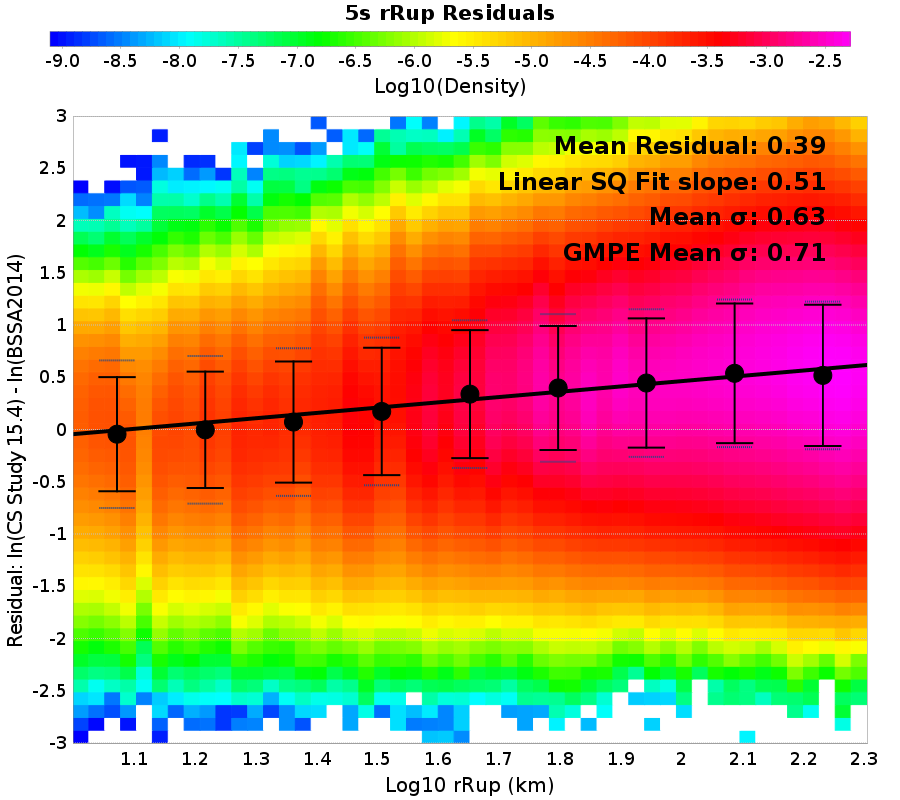 5s rRup Residuals
-9.0 -8.5 -8.0 -7.5 -7.0 -6.5 -6.0 -5.5 -5.0 -4.5 -4.0 -3.5 -3.0 -2.5
Log10(Density)
Mean Residual: 0.39
Linear SQ Fit slope: 0.51
Mean σ: 0.63
GMPE Mean σ: 0.71
Residual: ln(CS Study 15.4) - ln(BSSA2014)
3
2.5
2
1.5
1
0.5
0
-0.5
-1
-1.5
-2
-2.5
-3
1.1 1.2 1.3 1.4 1.5 1.6 1.7 1.8 1.9 2 2.1 2.2 2.3
Log10 rRup (km)